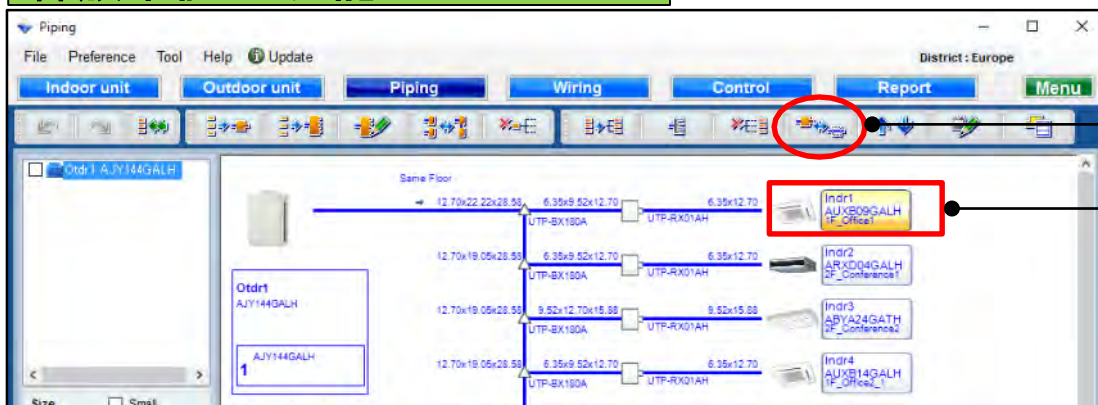 Piping
File Preference Tool Help Update District : Europe
Indoor unit Outdoor unit Piping Wiring Control Report Menu
Otdr1 AJY144GALH
Same Floor
12.70x22.22x28.58 6.35x9.52x12.70 6.35x12.70
UTP-BX180A UTP-RX01AH
Indr1
AUXB09GALH
1F_Office1
12.70x19.05x28.58 6.35x9.52x12.70 6.35x12.70
UTP-BX180A UTP-RX01AH
Indr2
ARXD04GALH
2F_Conference1
Otdr1
AJY144GALH
12.70x19.05x28.58 9.52x12.70x15.88 9.52x15.88
UTP-BX180A UTP-RX01AH
Indr3
ABYA24GATH
2F_Conference2
1 AJY144GALH
12.70x19.05x28.58 6.35x9.52x12.70 6.35x12.70
UTP-BX180A UTP-RX01AH
Indr4
AUXB14GALH
1F_Office2_1
Size Small